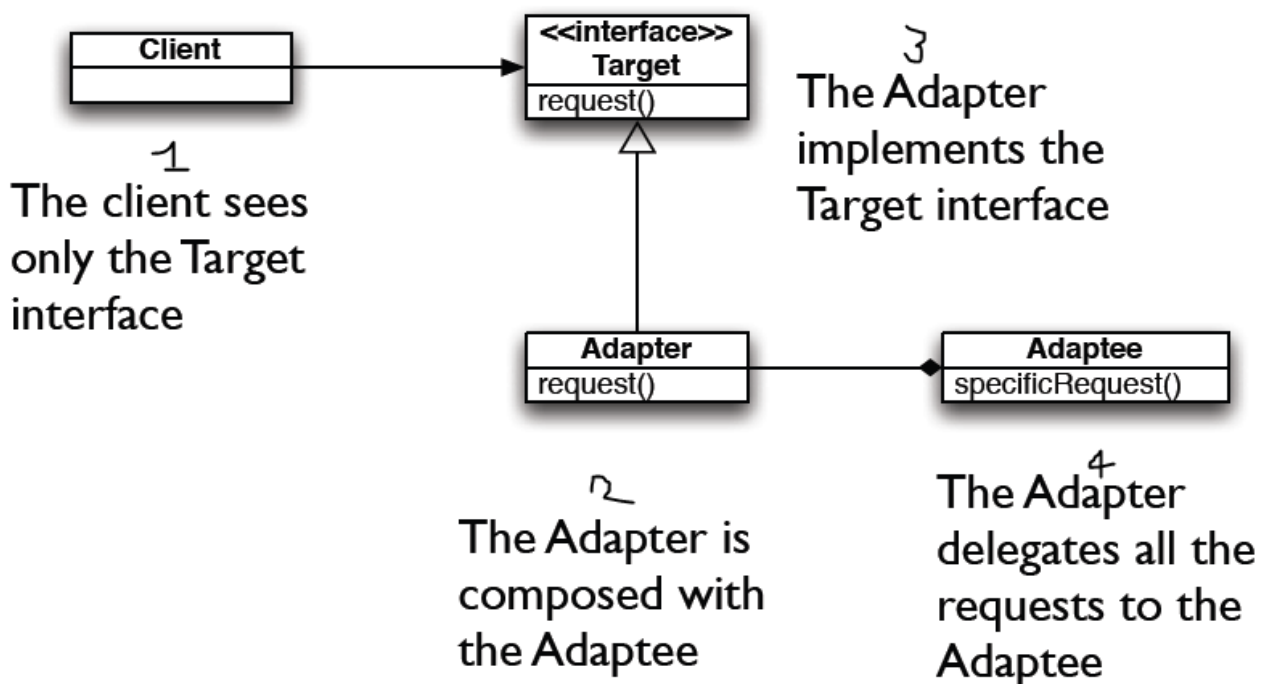 Client
<<interface>>
Target
request()
1
The client sees
only the Target
interface
3
The Adapter
implements the
Target interface
Adapter
request()
Adaptee
specificRequest()
2
The Adapter is
composed with
the Adaptee
4
The Adapter
delegates all the
requests to the
Adaptee